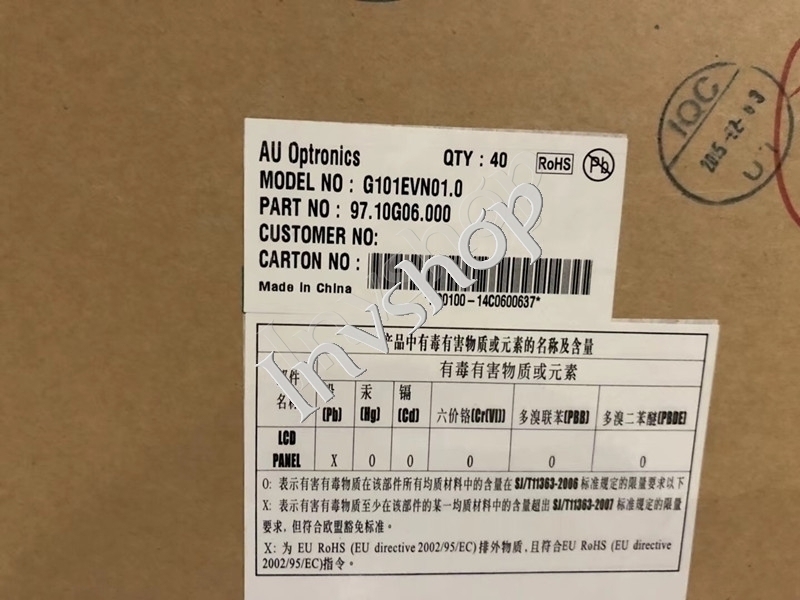 IQC
AU Optronics QTY : 40 RoHS Pb
MODEL NO : G101EVN01.0
PART NO : 97.10G06.000
CUSTOMER NO:
CARTON NO :
Made in China
0100-14C0600637*
Invshop
产品中有毒有害物质或元素的名称及含量
部件名称 有毒有害物质或元素
(Pb) 汞(Hg) 镉(Cd) 六价铬(Cr(VI)) 多溴联苯(PBB) 多溴二苯醚(PBDE)
LCD
PANEL X O O O O O
O: 表示有害有毒物质在该部件所有均质材料中的含量在SJ/T11363-2006 标准规定的限量要求以下
X: 表示有害有毒物质至少在该部件的某一均质材料中的含量超出SJ/T11363-2007 标准规定的限量
要求, 但符合欧盟豁免标准。
X: 为 EU RoHS (EU directive 2002/95/EC) 排外物质, 且符合EU RoHS (EU directive
2002/95/EC)指令。